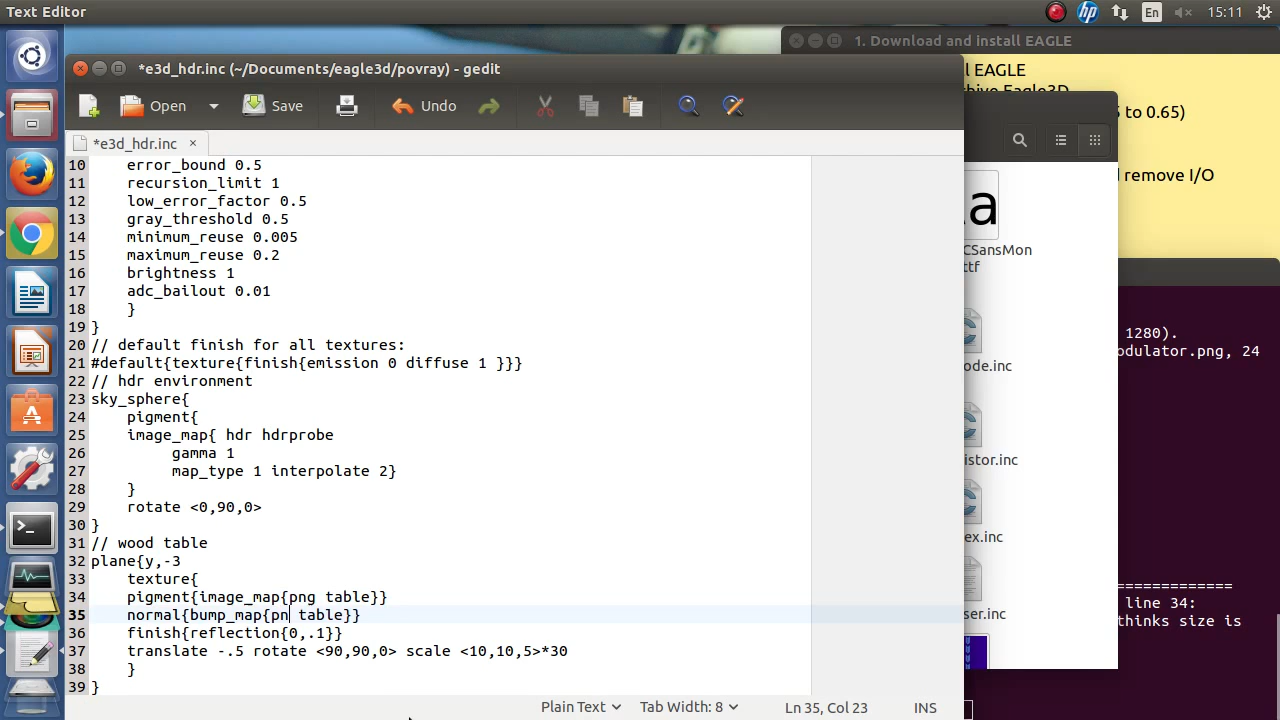 Text Editor
En
15:11
*e3d_hdr.inc (~/Documents/eagle3d/povray) - gedit
1. Download and install EAGLE
Open
Save
Undo
*e3d_hdr.inc ×
10 error_bound 0.5
11 recursion_limit 1
12 low_error_factor 0.5
13 gray_threshold 0.5
14 minimum_reuse 0.005
15 maximum_reuse 0.2
16 brightness 1
17 adc_bailout 0.01
18 }
19 }
20 // default finish for all textures:
21 #default{texture{finish{emission 0 diffuse 1 }}}
22 // hdr environment
23 sky_sphere{
24 pigment{
25 image_map{ hdr hdrprobe
26 gamma 1
27 map_type 1 interpolate 2}
28 }
29 rotate <0,90,0>
30 }
31 // wood table
32 plane{y,-3
33 texture{
34 pigment{image_map{png table}}
35 normal{bump_map{pn table}}
36 finish{reflection{0,.1}}
37 translate -.5 rotate <90,90,0> scale <10,10,5>*30
38 }
39 }
Plain Text
Tab Width: 8
Ln 35, Col 23
INS
ll EAGLE
to 0.65)
remove I/O
a
CSansMon
ttf
ode.inc
istor.inc
ex.inc
ser.inc
1280).
odulator.png, 24
=============
line 34:
thinks size is